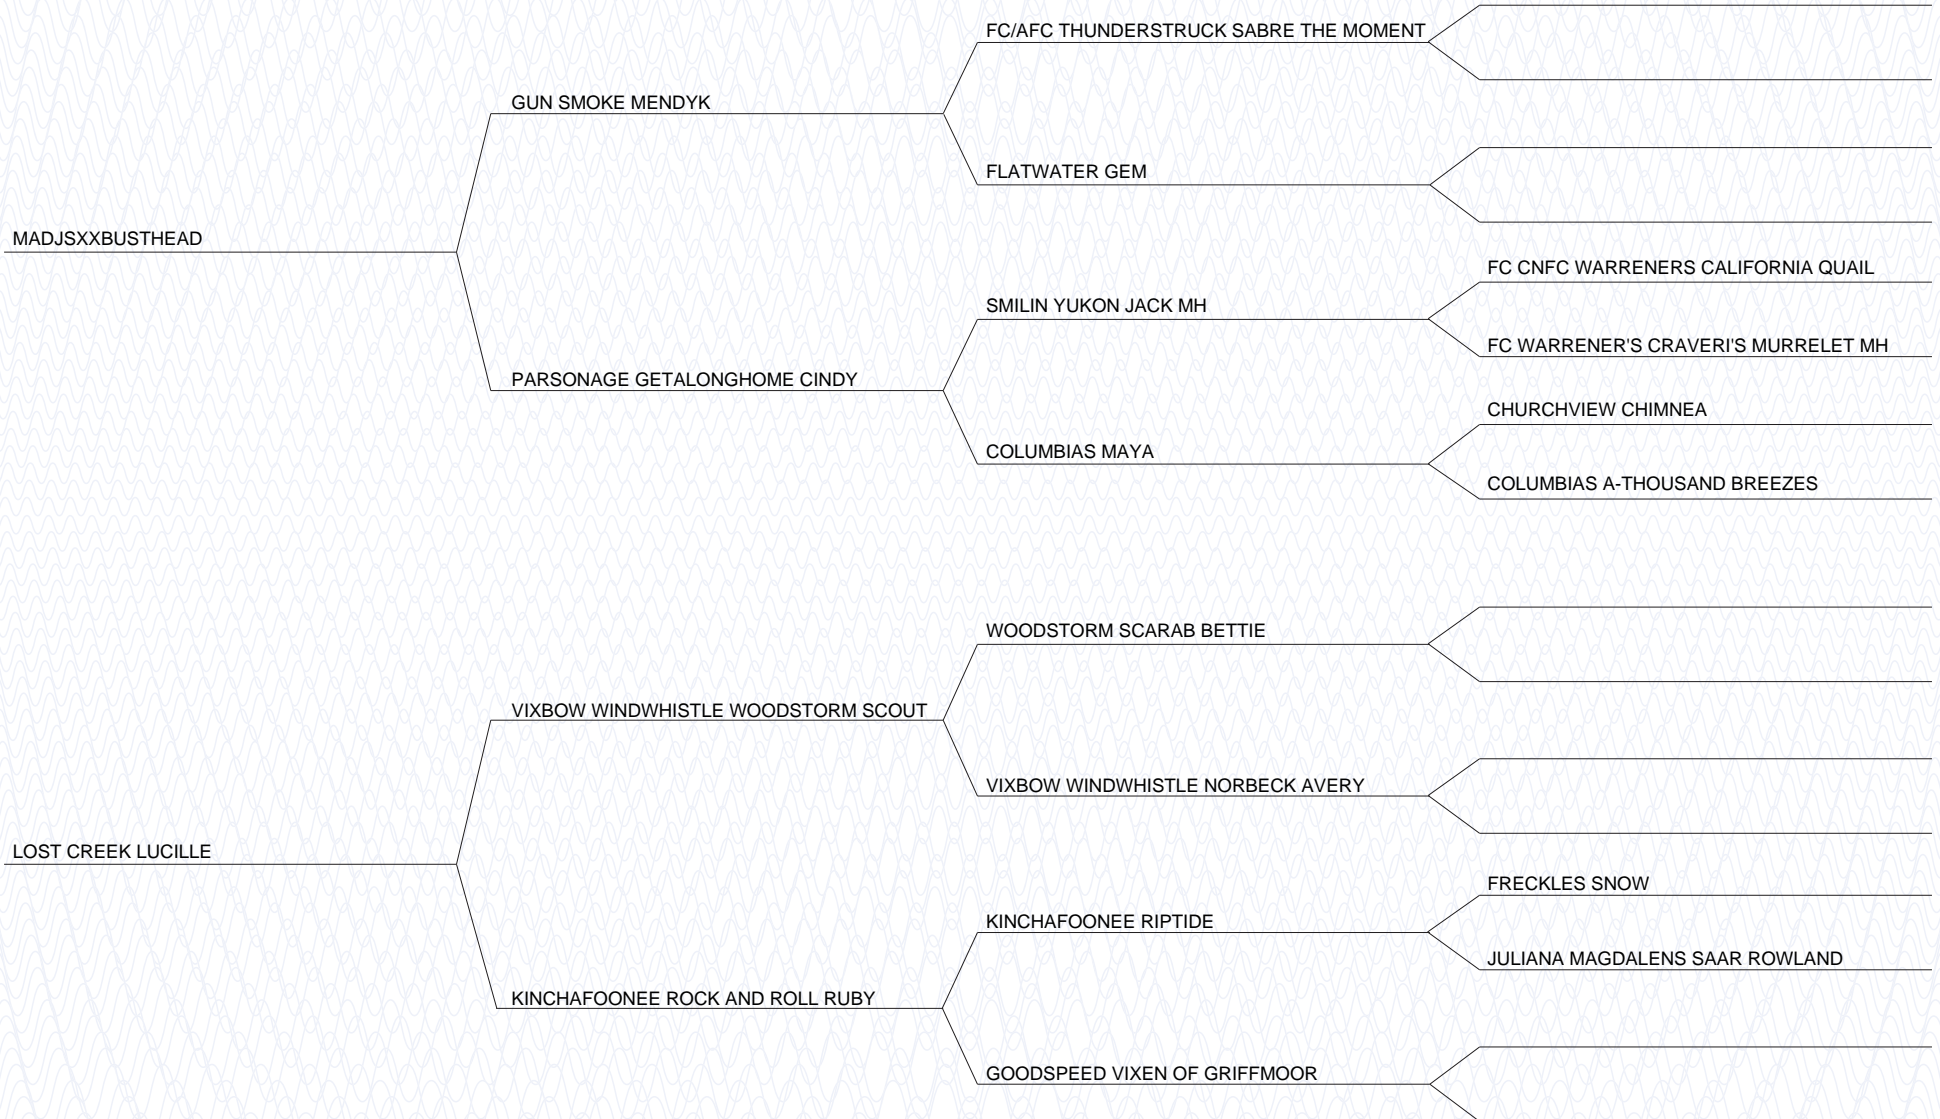 FC/AFC THUNDERSTRUCK SABRE THE MOMENT
GUN SMOKE MENDYK
FLATWATER GEM
MADJSXXBUSTHEAD
FC CNFC WARRENERS CALIFORNIA QUAIL
SMILIN YUKON JACK MH
FC WARRENER'S CRAVERI'S MURRELET MH
PARSONAGE GETALONGHOME CINDY
CHURCHVIEW CHIMNEA
COLUMBIAS MAYA
COLUMBIAS A-THOUSAND BREEZES
WOODSTORM SCARAB BETTIE
VIXBOW WINDWHISTLE WOODSTORM SCOUT
VIXBOW WINDWHISTLE NORBECK AVERY
LOST CREEK LUCILLE
FRECKLES SNOW
KINCHAFOONEE RIPTIDE
JULIANA MAGDALENS SAAR ROWLAND
KINCHAFOONEE ROCK AND ROLL RUBY
GOODSPEED VIXEN OF GRIFFMOOR